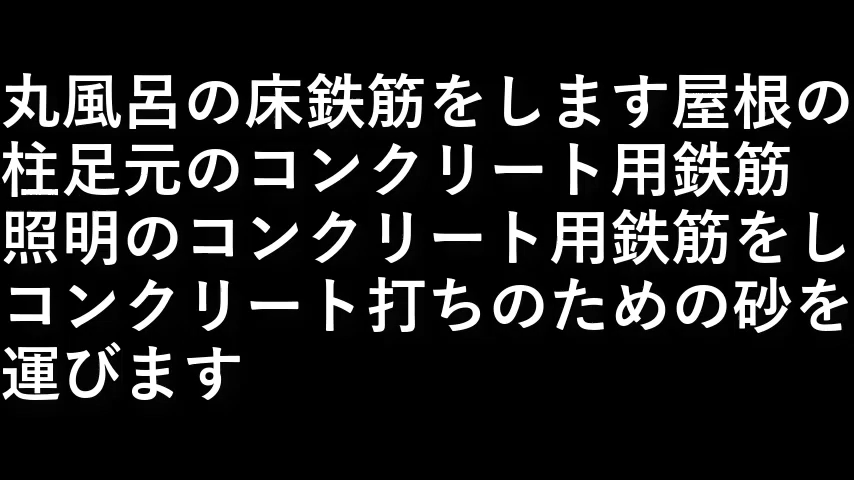 丸風呂の床鉄筋をします屋根の
柱足元のコンクリート用鉄筋
照明のコンクリート用鉄筋をし
コンクリート打ちのための砂を
運びます